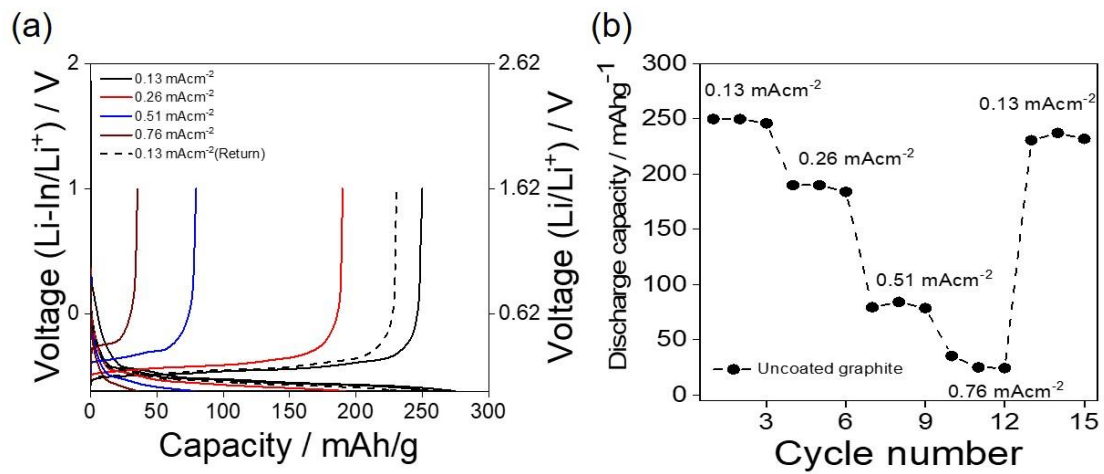 (a)
Voltage (Li-In/Li⁺) / V
2
1
0
0.13 mAcm⁻²
0.26 mAcm⁻²
0.51 mAcm⁻²
0.76 mAcm⁻²
0.13 mAcm⁻²(Return)
2.62
1.62
0.62
Voltage (Li/Li⁺) / V
0 50 100 150 200 250 300
Capacity / mAh/g
(b)
Discharge capacity / mAhg⁻¹
300
250
200
150
100
50
0
0.13 mAcm⁻²
0.26 mAcm⁻²
0.51 mAcm⁻²
0.76 mAcm⁻²
0.13 mAcm⁻²
Uncoated graphite
3 6 9 12 15
Cycle number